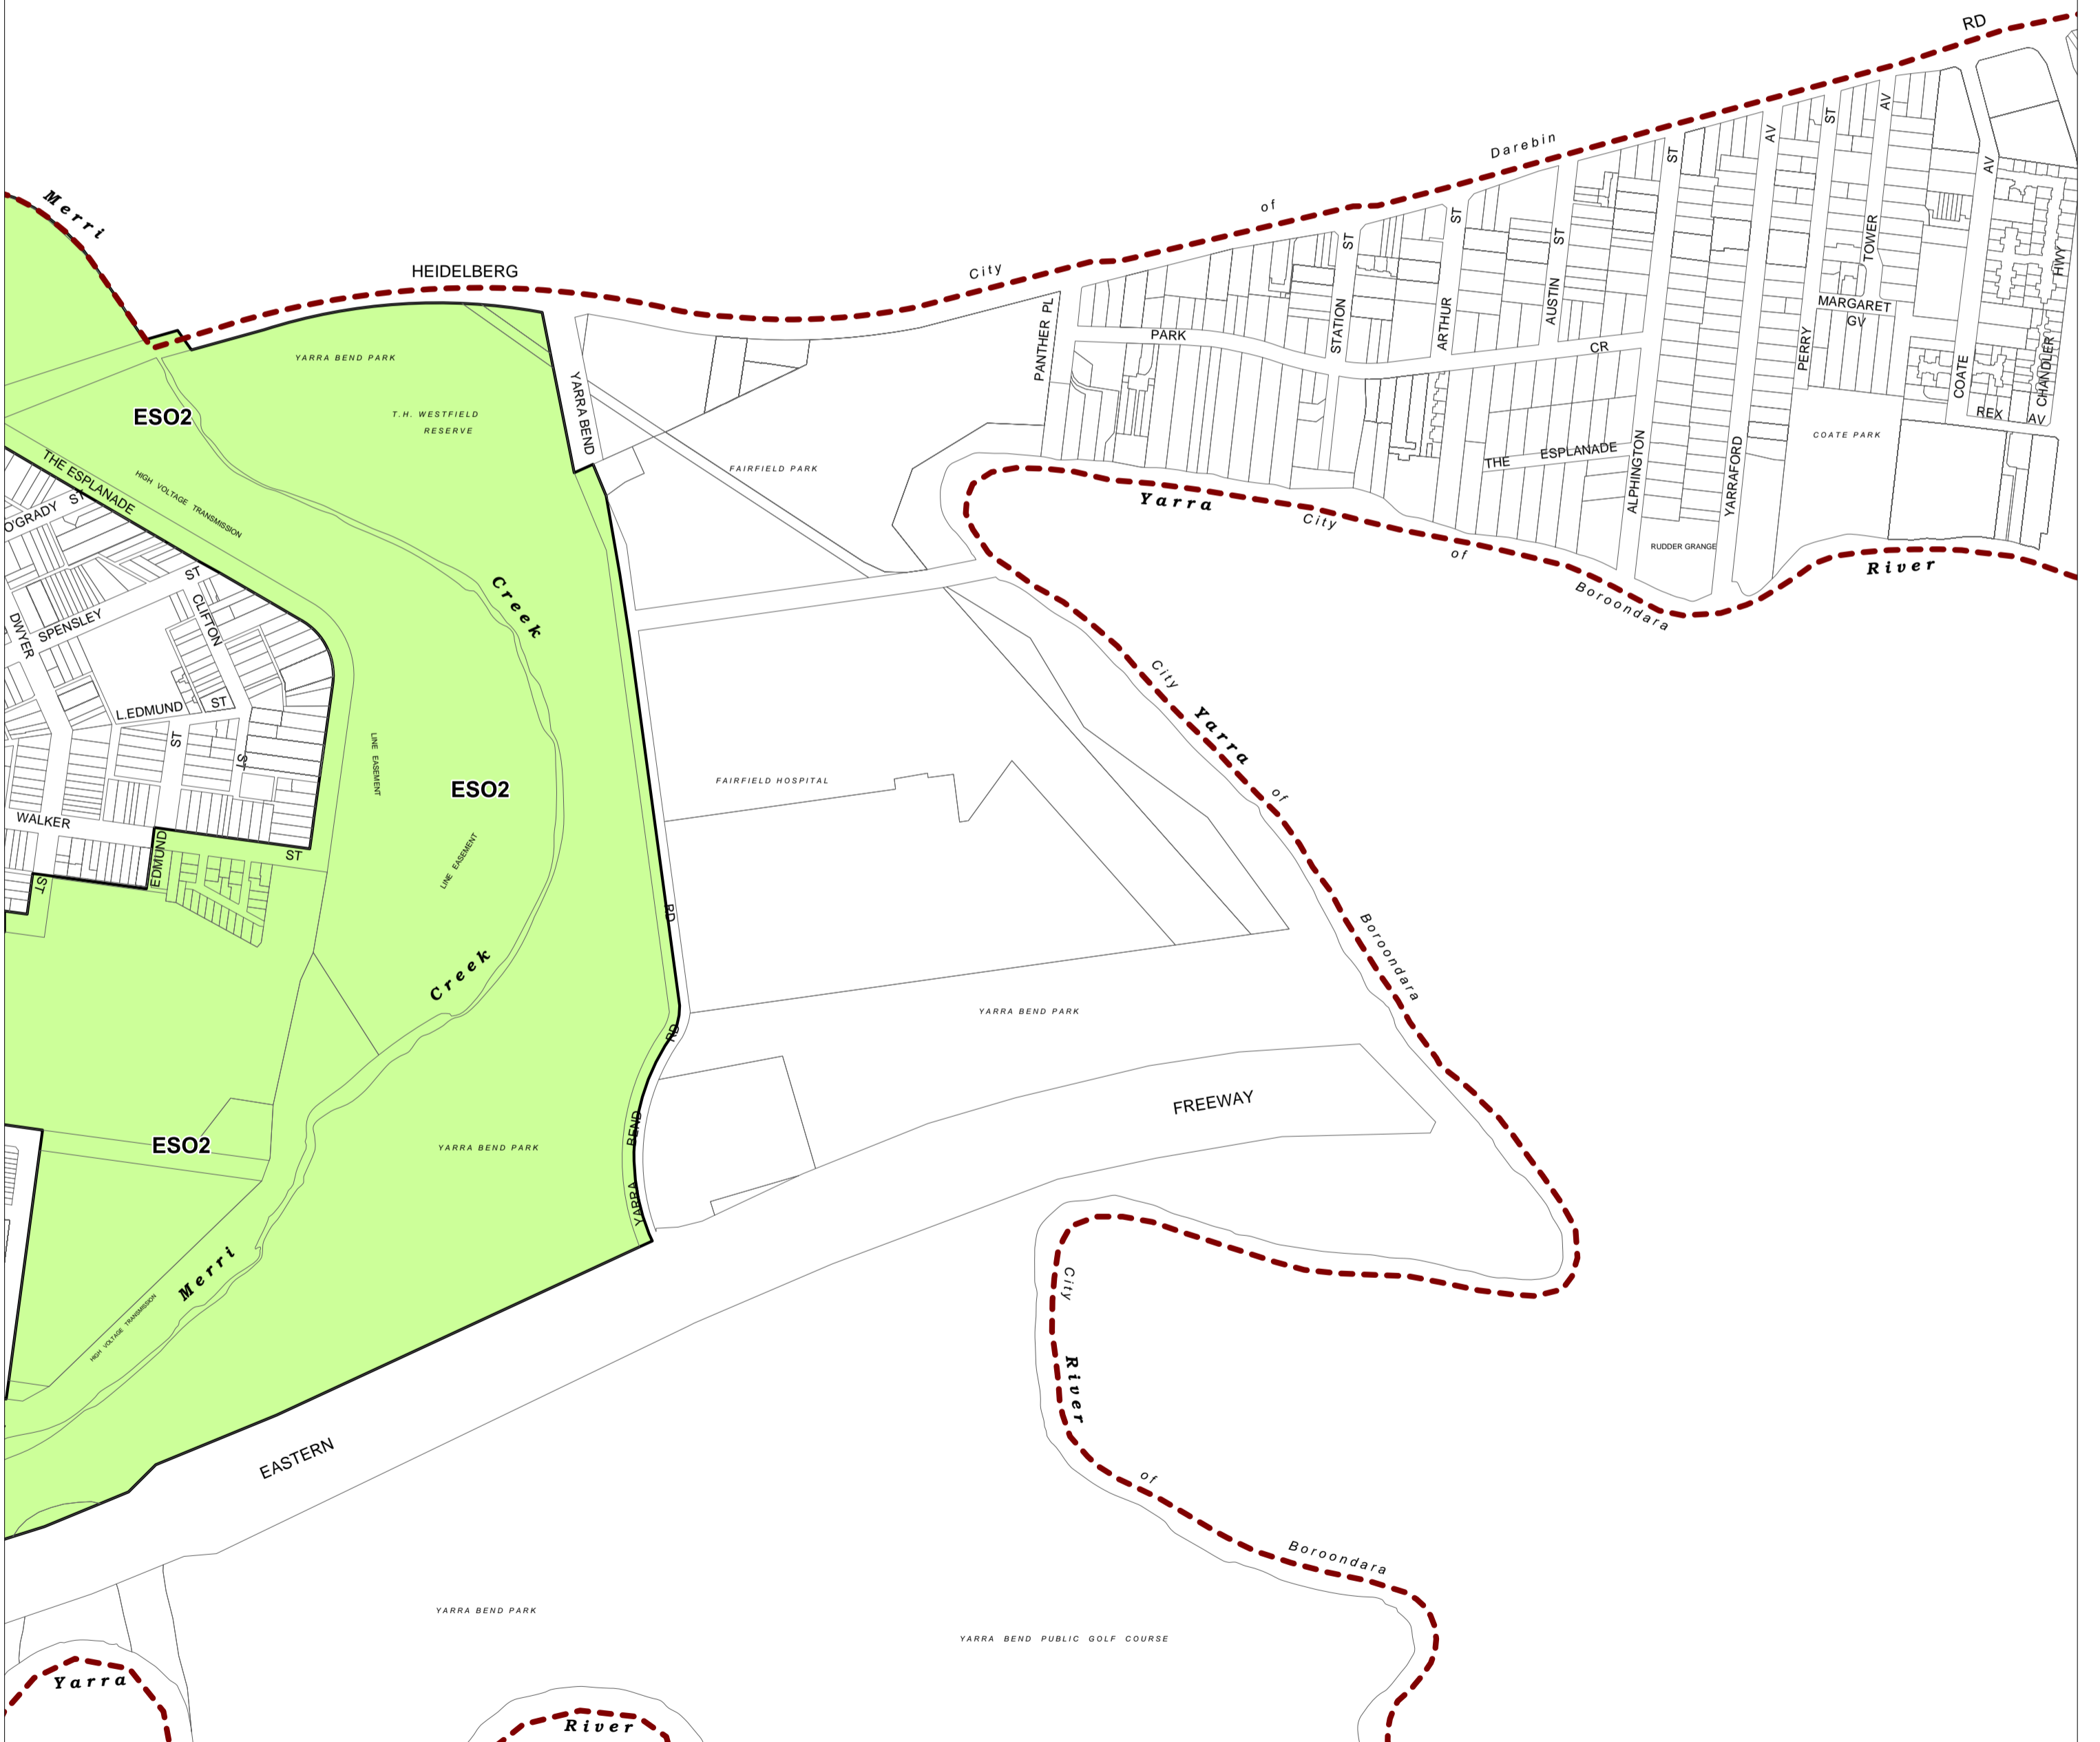 RD
Darebin
of
City
Merri
HEIDELBERG
YARRA BEND PARK
ESO2
T.H. WESTFIELD
RESERVE
YARRA BEND
FAIRFIELD PARK
PANTHER PL
PARK
CR
STATION
ST
ARTHUR
ST
AUSTIN
ST
ST
ALPHINGTON
AV
YARRAFORD
ST
PERRY
AV
TOWER
AV
COATE
HWY
CHANDLER
MARGARET
GV
REX
AV
COATE PARK
THE ESPLANADE
RUDDER GRANGE
Yarra
City
of
Boroondara
River
THE ESPLANADE
HIGH VOLTAGE TRANSMISSION
O'GRADY
ST
ST
SPENSLEY
CLIFTON
DWYER
Creek
L.EDMUND
ST
ST
ST
LINE EASEMENT
ESO2
LINE EASEMENT
WALKER
ST
EDMUND
ST
Creek
FAIRFIELD HOSPITAL
City
Yarra
of
Boroondara
RD
YARRA BEND PARK
RD
FREEWAY
YARRA BEND
ESO2
YARRA BEND PARK
Merri
HIGH VOLTAGE TRANSMISSION
City
River
of
Boroondara
EASTERN
YARRA BEND PARK
YARRA BEND PUBLIC GOLF COURSE
Yarra
River